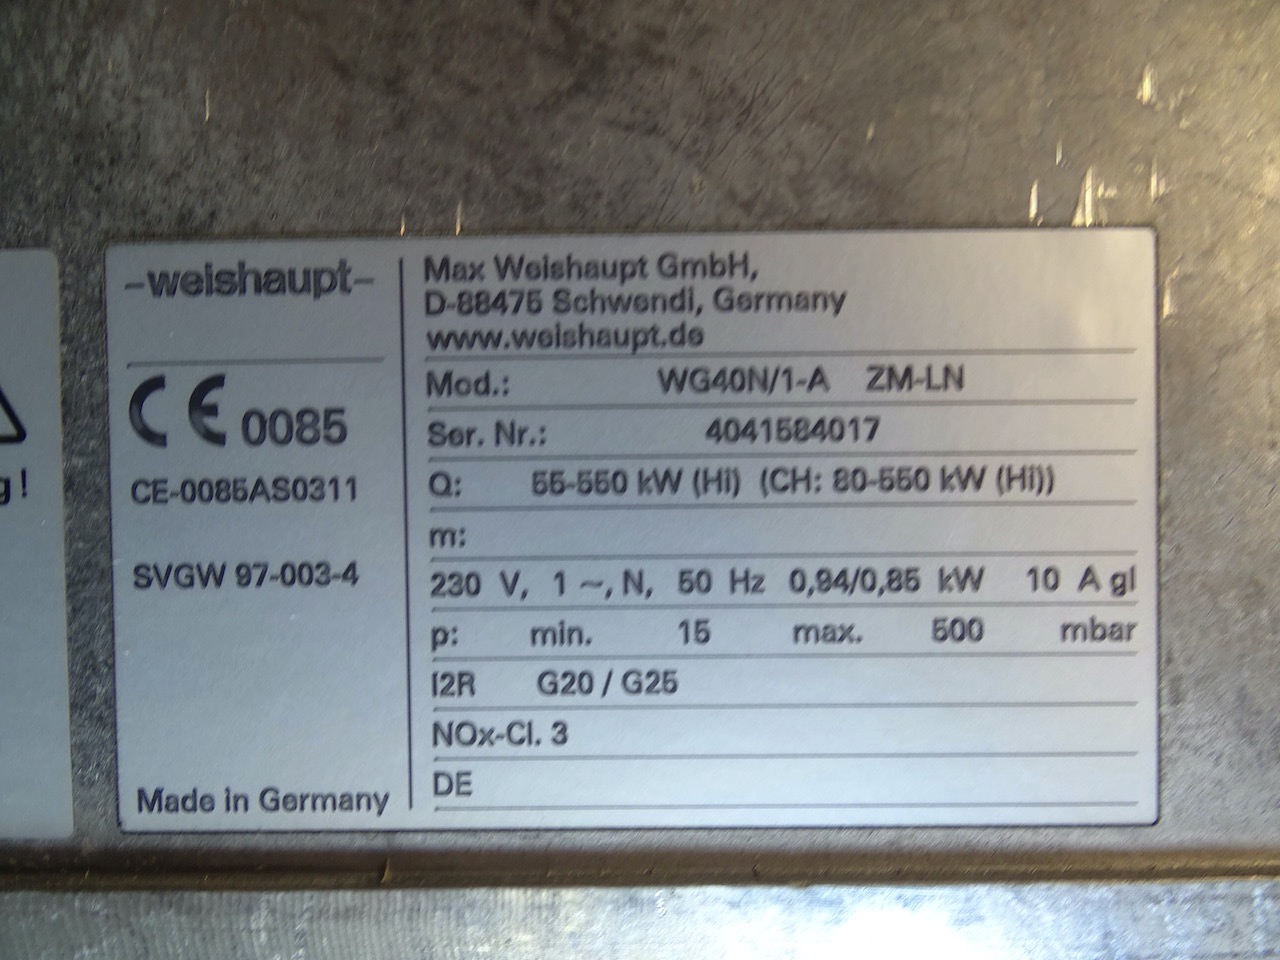 -weishaupt-
CE 0085
CE-0085AS0311
SVGW 97-003-4
Made in Germany
Max Weishaupt GmbH,
D-88475 Schwendi, Germany
www.weishaupt.de
Mod.: WG40N/1-A ZM-LN
Ser. Nr.: 4041584017
Q: 55-550 kW (Hi) (CH: 80-550 kW (Hi))
m:
230 V, 1 ~, N, 50 Hz 0,94/0,85 kW 10 A gl
p: min. 15 max. 500 mbar
I2R G20 / G25
NOx-Cl. 3
DE